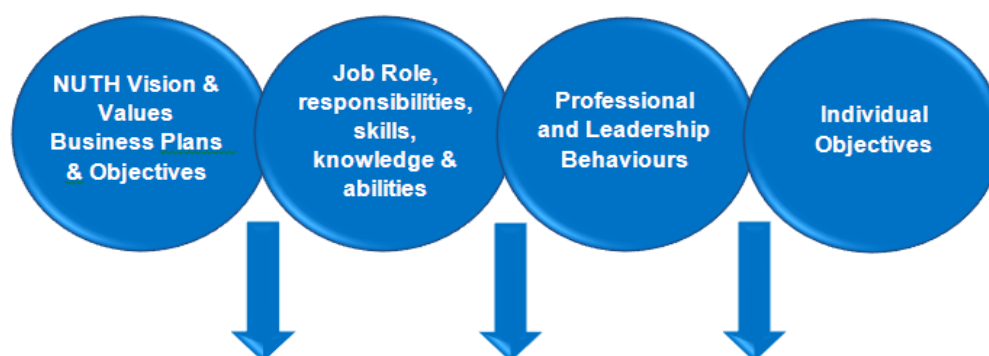 NUTH Vision &
Values
Business Plans
& Objectives
Job Role,
responsibilities,
skills,
knowledge &
abilities
Professional
and Leadership
Behaviours
Individual
Objectives